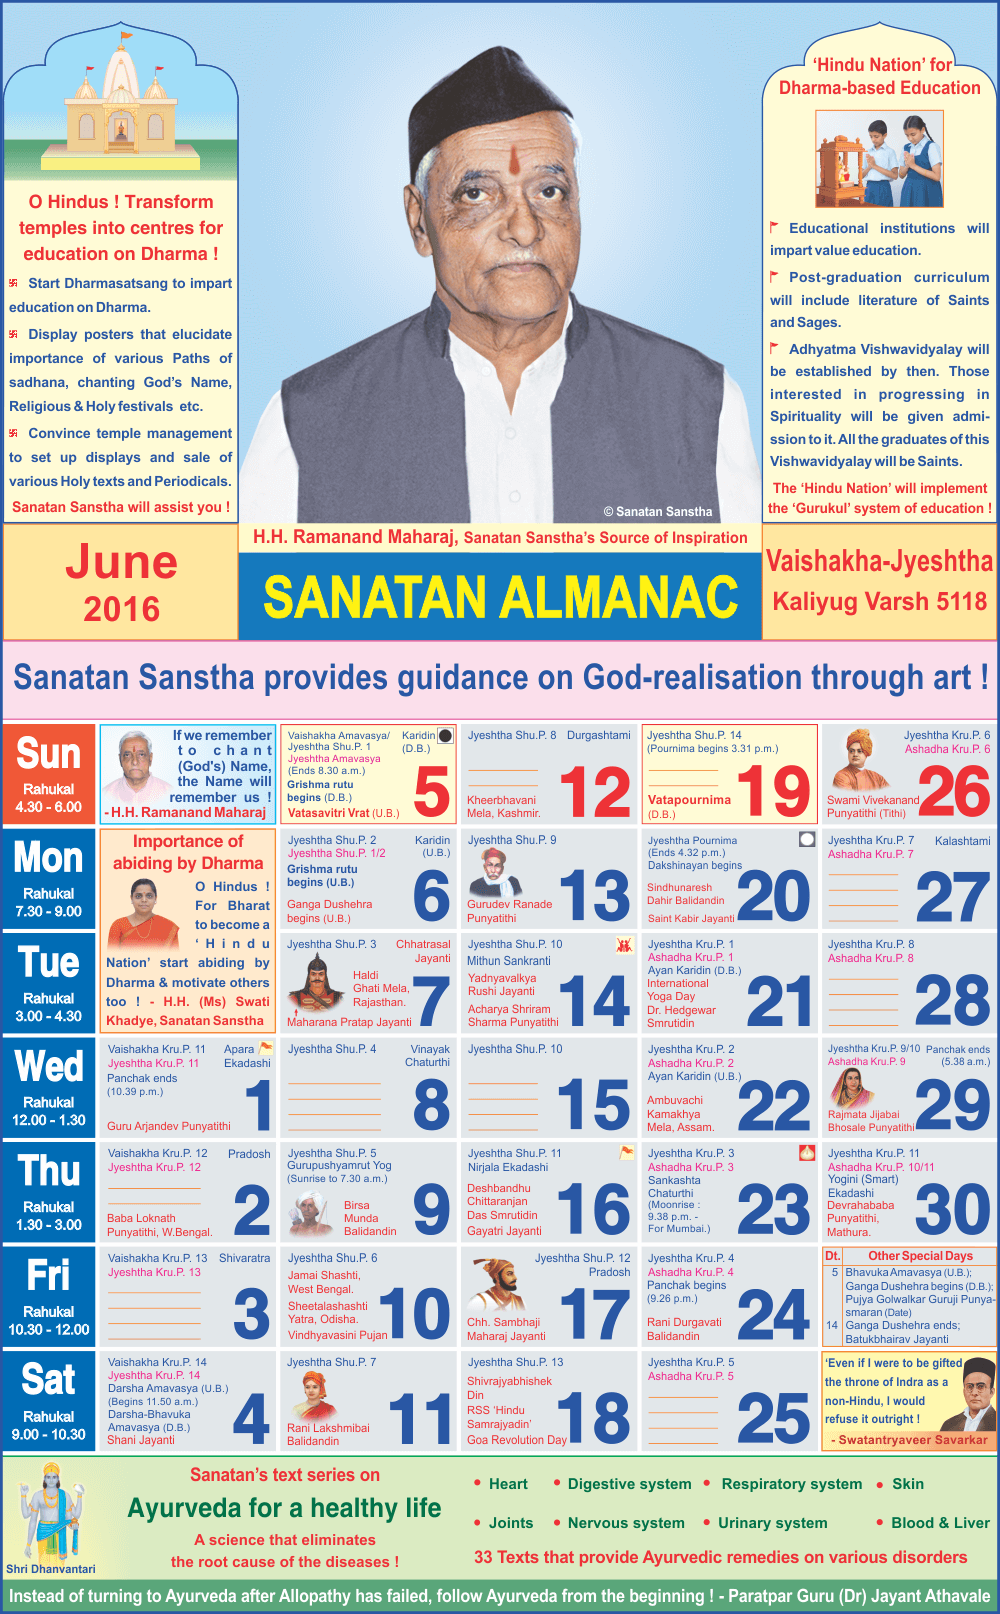 O Hindus ! Transform
temples into centres for
education on Dharma !
Start Dharmasatsang to impart
education on Dharma.
Display posters that elucidate
importance of various Paths of
sadhana, chanting God's Name,
Religious & Holy festivals etc.
Convince temple management
to set up displays and sale of
various Holy texts and Periodicals.
Sanatan Sanstha will assist you !
© Sanatan Sanstha
'Hindu Nation' for
Dharma-based Education
Educational institutions will
impart value education.
Post-graduation curriculum
will include literature of Saints
and Sages.
Adhyatma Vishwavidyalay will
be established by then. Those
interested in progressing in
Spirituality will be given admi-
ssion to it. All the graduates of this
Vishwavidyalay will be Saints.
The 'Hindu Nation' will implement
the 'Gurukul' system of education !
June
2016
H.H. Ramanand Maharaj, Sanatan Sanstha's Source of Inspiration
SANATAN ALMANAC
Vaishakha-Jyeshtha
Kaliyug Varsh 5118
Sanatan Sanstha provides guidance on God-realisation through art !
Sun
Rahukal
4.30 - 6.00
If we remember
to chant
(God's) Name,
the Name will
remember us !
- H.H. Ramanand Maharaj
Vaishakha Amavasya/
Jyeshtha Shu.P. 1
Jyeshtha Amavasya
(Ends 8.30 a.m.)
Grishma rutu
begins (D.B.)
Vatasavitri Vrat (U.B.)
Karidin
(D.B.)
5
Jyeshtha Shu.P. 8 Durgashtami
Kheerbhavani
Mela, Kashmir.
12
Jyeshtha Shu.P. 14
(Pournima begins 3.31 p.m.)
Vatapournima
(D.B.)
19
Jyeshtha Kru.P. 6
Ashadha Kru.P. 6
Swami Vivekanand
Punyatithi (Tithi)
26
Mon
Rahukal
7.30 - 9.00
Importance of
abiding by Dharma
O Hindus !
For Bharat
to become a
'Hindu
Nation' start abiding by
Dharma & motivate others
too ! - H.H. (Ms) Swati
Khadye, Sanatan Sanstha
Jyeshtha Shu.P. 2
Jyeshtha Shu.P. 1/2
Grishma rutu
begins (U.B.)
Ganga Dushehra
begins (U.B.)
Karidin
(U.B.)
6
Jyeshtha Shu.P. 9
Gurudev Ranade
Punyatithi
13
Jyeshtha Pournima
(Ends 4.32 p.m.)
Dakshinayan begins
Sindhunaresh
Dahir Balidandin
Saint Kabir Jayanti
20
Jyeshtha Kru.P. 7
Ashadha Kru.P. 7
Kalashtami
27
Tue
Rahukal
3.00 - 4.30
Jyeshtha Shu.P. 3
Chhatrasal
Jayanti
Haldi
Ghati Mela,
Rajasthan.
Maharana Pratap Jayanti
7
Jyeshtha Shu.P. 10
Mithun Sankranti
Yadnyavalkya
Rushi Jayanti
Acharya Shriram
Sharma Punyatithi
14
Jyeshtha Kru.P. 1
Ashadha Kru.P. 1
Ayan Karidin (D.B.)
International
Yoga Day
Dr. Hedgewar
Smrutidin
21
Jyeshtha Kru.P. 8
Ashadha Kru.P. 8
28
Wed
Rahukal
12.00 - 1.30
Vaishakha Kru.P. 11
Jyeshtha Kru.P. 11
Panchak ends
(10.39 p.m.)
Guru Arjandev Punyatithi
Apara
Ekadashi
1
Jyeshtha Shu.P. 4
Vinayak
Chaturthi
8
Jyeshtha Shu.P. 10
15
Jyeshtha Kru.P. 2
Ashadha Kru.P. 2
Ayan Karidin (U.B.)
Ambuvachi
Kamakhya
Mela, Assam.
22
Jyeshtha Kru.P. 9/10
Ashadha Kru.P. 9
Panchak ends
(5.38 a.m.)
Rajmata Jijabai
Bhosale Punyatithi
29
Thu
Rahukal
1.30 - 3.00
Vaishakha Kru.P. 12
Jyeshtha Kru.P. 12
Pradosh
Baba Loknath
Punyatithi, W.Bengal.
2
Jyeshtha Shu.P. 5
Gurupushyamrut Yog
(Sunrise to 7.30 a.m.)
Birsa
Munda
Balidandin
9
Jyeshtha Shu.P. 11
Nirjala Ekadashi
Deshbandhu
Chittaranjan
Das Smrutidin
Gayatri Jayanti
16
Jyeshtha Kru.P. 3
Ashadha Kru.P. 3
Sankashta
Chaturthi
(Moonrise :
9.38 p.m. -
For Mumbai.)
23
Jyeshtha Kru.P. 11
Ashadha Kru.P. 10/11
Yogini (Smart)
Ekadashi
Devrahababa
Punyatithi,
Mathura.
30
Fri
Rahukal
10.30 - 12.00
Vaishakha Kru.P. 13
Jyeshtha Kru.P. 13
Shivaratra
3
Jyeshtha Shu.P. 6
Jamai Shashti,
West Bengal.
Sheetalashashti
Yatra, Odisha.
Vindhyavasini Pujan
10
Jyeshtha Shu.P. 12
Pradosh
Chh. Sambhaji
Maharaj Jayanti
17
Jyeshtha Kru.P. 4
Ashadha Kru.P. 4
Panchak begins
(9.26 p.m.)
Rani Durgavati
Balidandin
24
Dt. Other Special Days
5 Bhavuka Amavasya (U.B.);
Ganga Dushehra begins (D.B.);
Pujya Golwalkar Guruji Punya-
smaran (Date)
14 Ganga Dushehra ends;
Batukbhairav Jayanti
Sat
Rahukal
9.00 - 10.30
Vaishakha Kru.P. 14
Jyeshtha Kru.P. 14
Darsha Amavasya (U.B.)
(Begins 11.50 a.m.)
Darsha-Bhavuka
Amavasya (D.B.)
Shani Jayanti
4
Jyeshtha Shu.P. 7
Rani Lakshmibai
Balidandin
11
Jyeshtha Shu.P. 13
Shivrajyabhishek
Din
RSS 'Hindu
Samrajyadin'
Goa Revolution Day
18
Jyeshtha Kru.P. 5
Ashadha Kru.P. 5
25
'Even if I were to be gifted
the throne of Indra as a
non-Hindu, I would
refuse it outright !
- Swatantryaveer Savarkar
Shri Dhanvantari
Sanatan's text series on
Ayurveda for a healthy life
A science that eliminates
the root cause of the diseases !
• Heart • Digestive system • Respiratory system • Skin
• Joints • Nervous system • Urinary system • Blood & Liver
33 Texts that provide Ayurvedic remedies on various disorders
Instead of turning to Ayurveda after Allopathy has failed, follow Ayurveda from the beginning ! - Paratpar Guru (Dr) Jayant Athavale